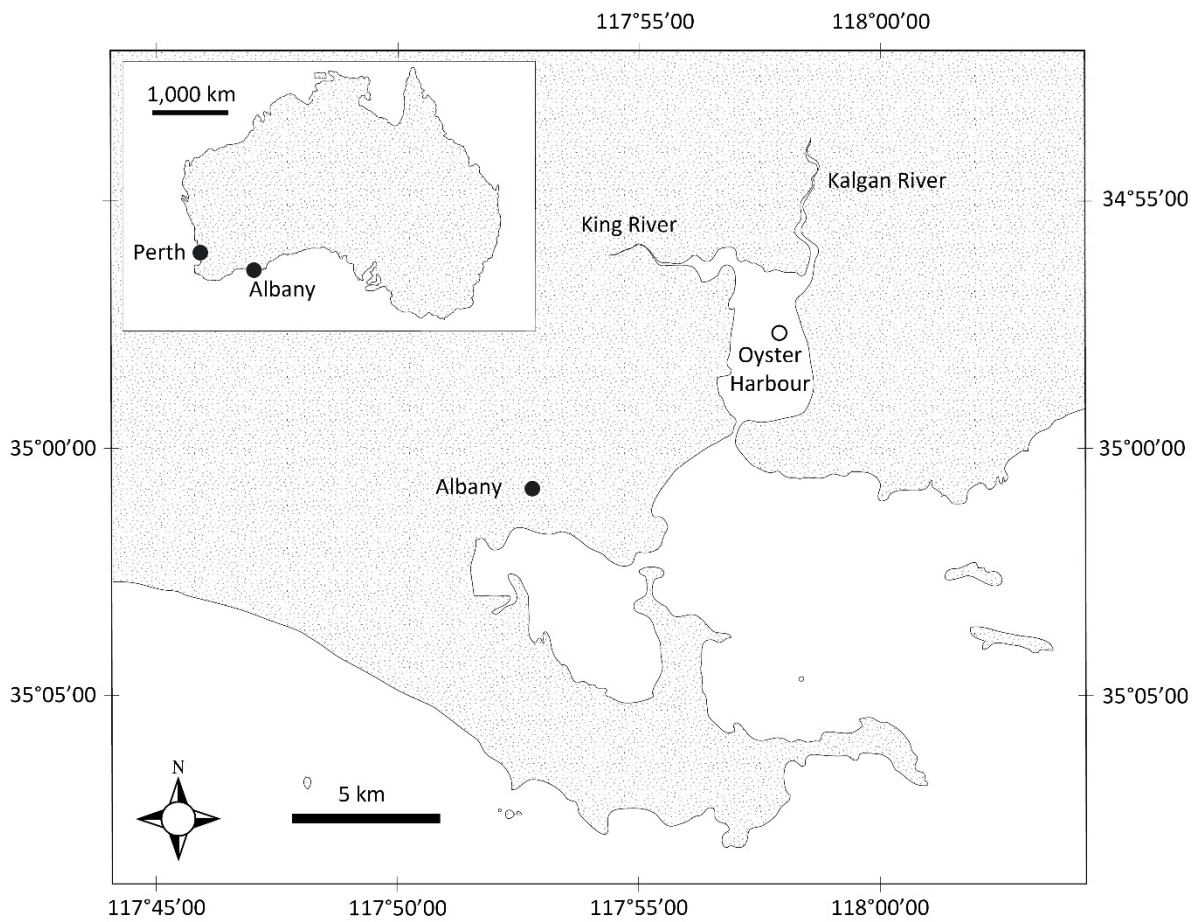 117°55’00 118°00’00
1,000 km
Kalgan River
34°55’00
King River
Perth
Albany
Oyster
Harbour
35°00’00 35°00’00
Albany
35°05’00 35°05’00
N
5 km
117°45’00 117°50’00 117°55’00 118°00’00